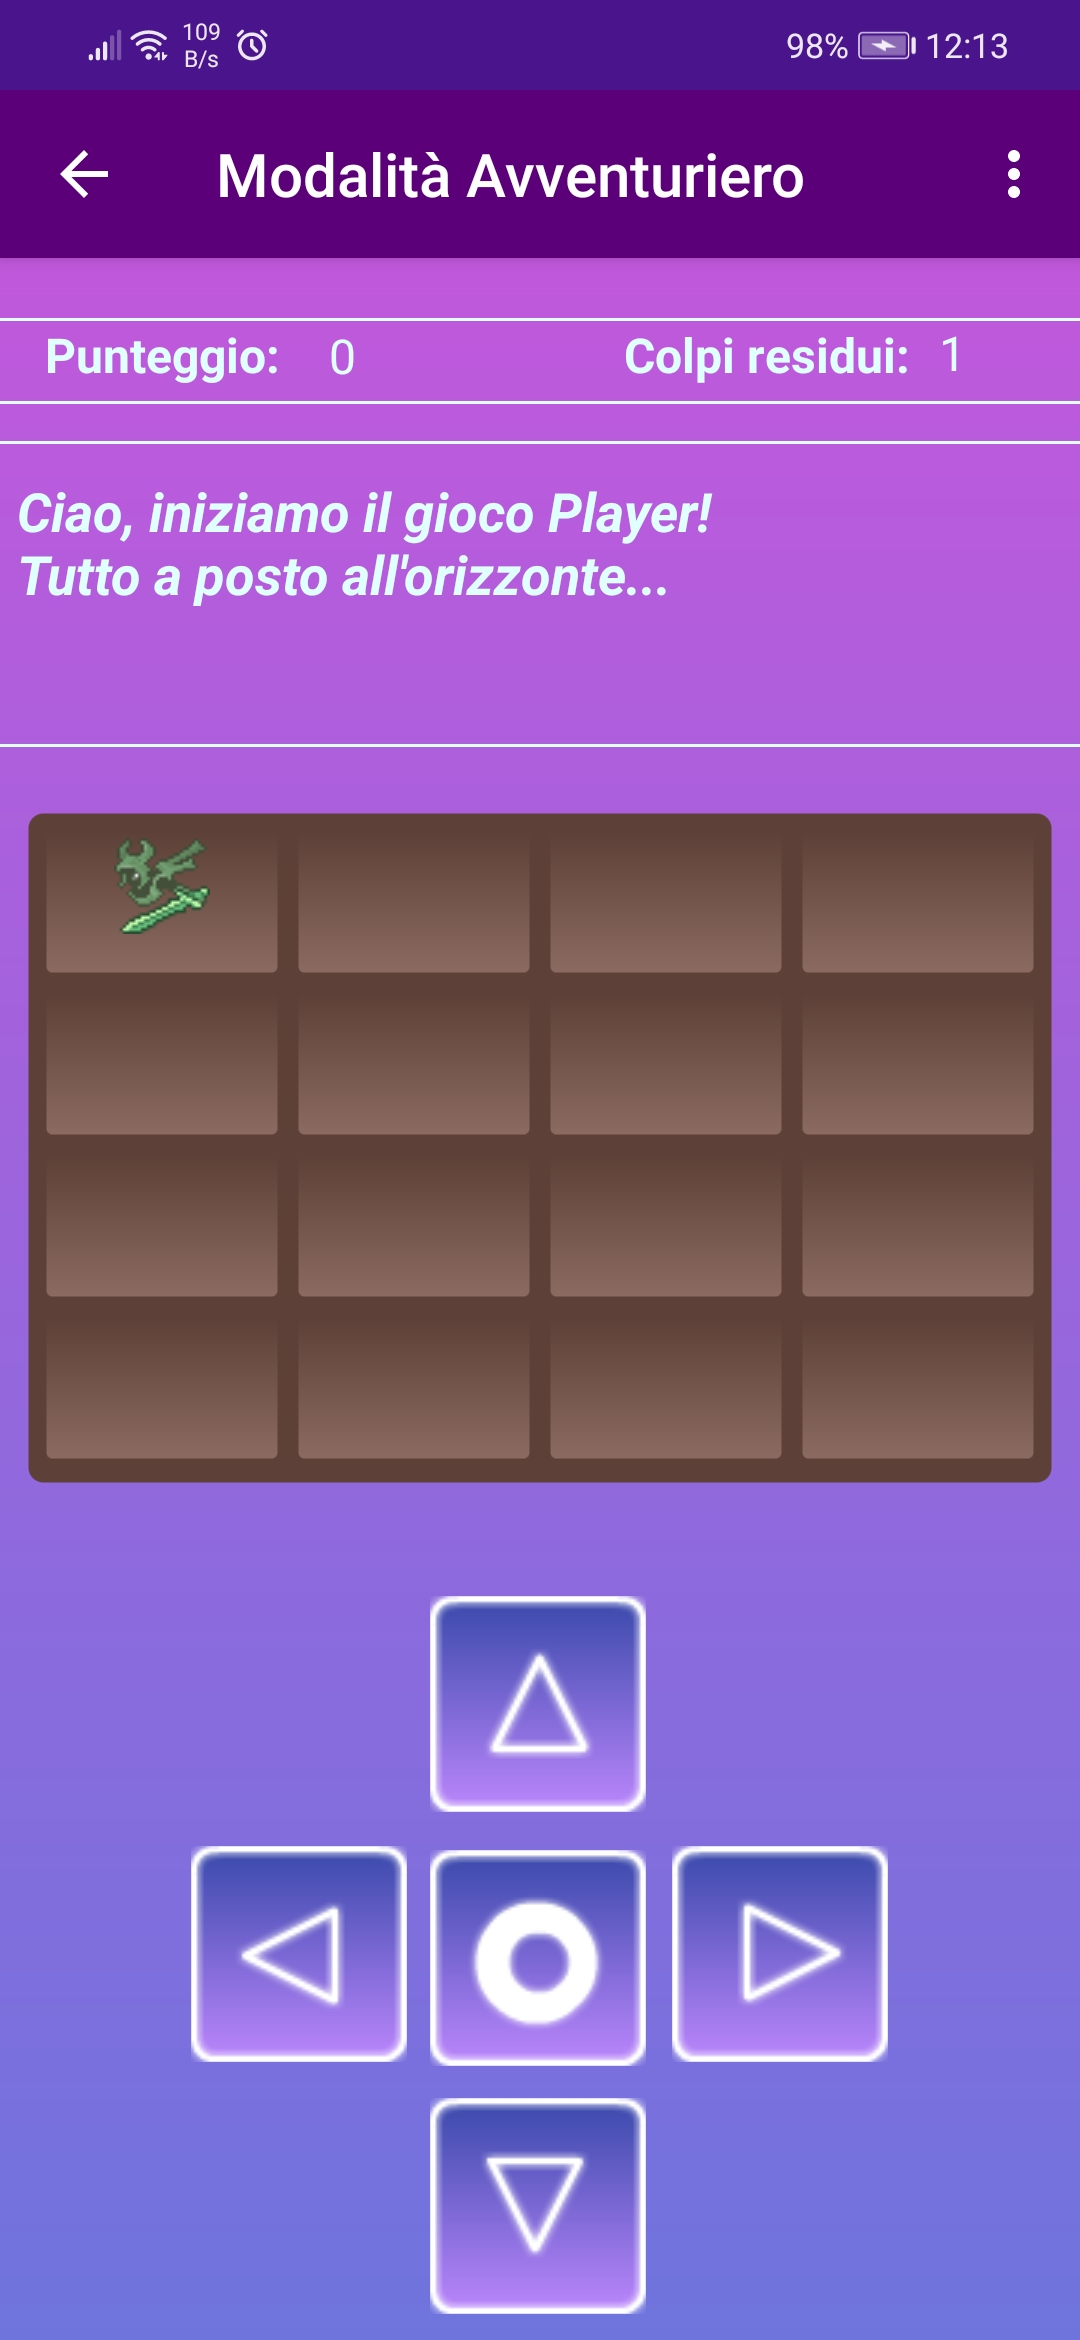 109
B/s
98%
12:13
Modalità Avventuriero
Punteggio: 0
Colpi residui: 1
Ciao, iniziamo il gioco Player!
Tutto a posto all'orizzonte...